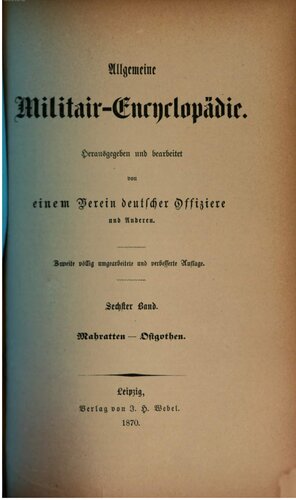 Allgemeine
Militair-Encyclopädie.
Herausgegeben und bearbeitet
von
einem Verein deutscher Offiziere
und Anderen.
Zweite völlig umgearbeitete und verbesserte Auflage.
Sechster Band.
Mahratten — Ostgothen.
Leipzig,
Verlag von J. H. Webel.
1870.